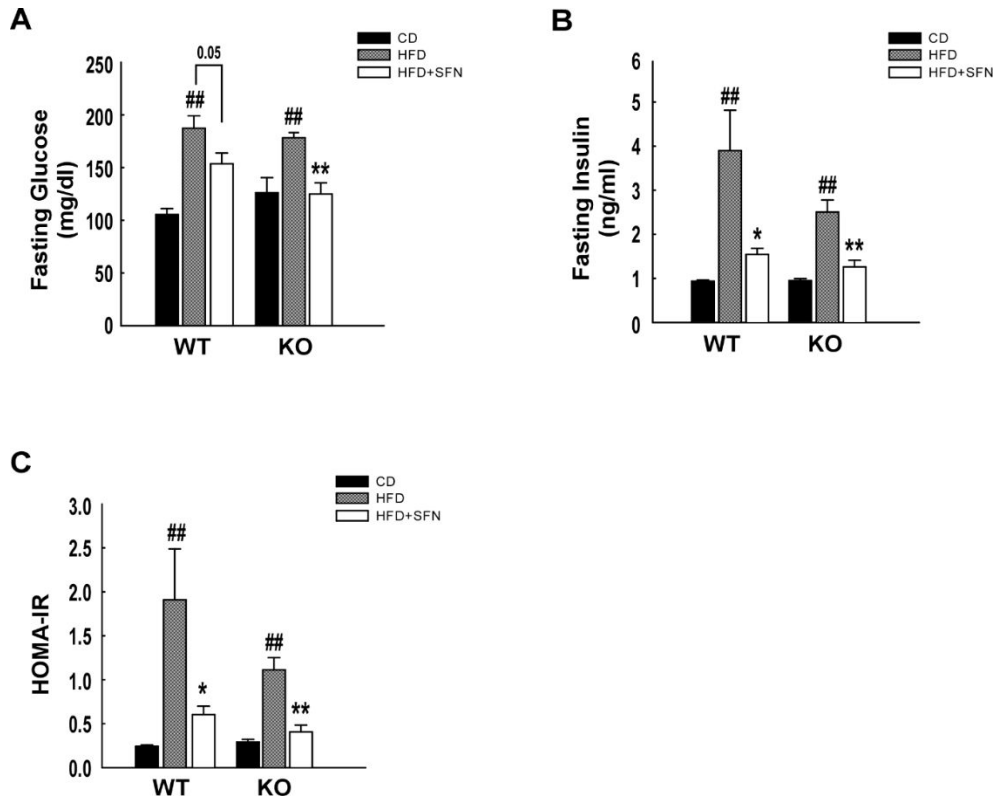 A
CD
HFD
HFD+SFN
0.05
250
200
150
100
50
0
Fasting Glucose
(mg/dl)
##
##
**
WT
KO
B
CD
HFD
HFD+SFN
6
5
4
3
2
1
0
Fasting Insulin
(ng/ml)
##
*
##
**
WT
KO
C
CD
HFD
HFD+SFN
3.0
2.5
2.0
1.5
1.0
0.5
0.0
HOMA-IR
##
*
##
**
WT
KO